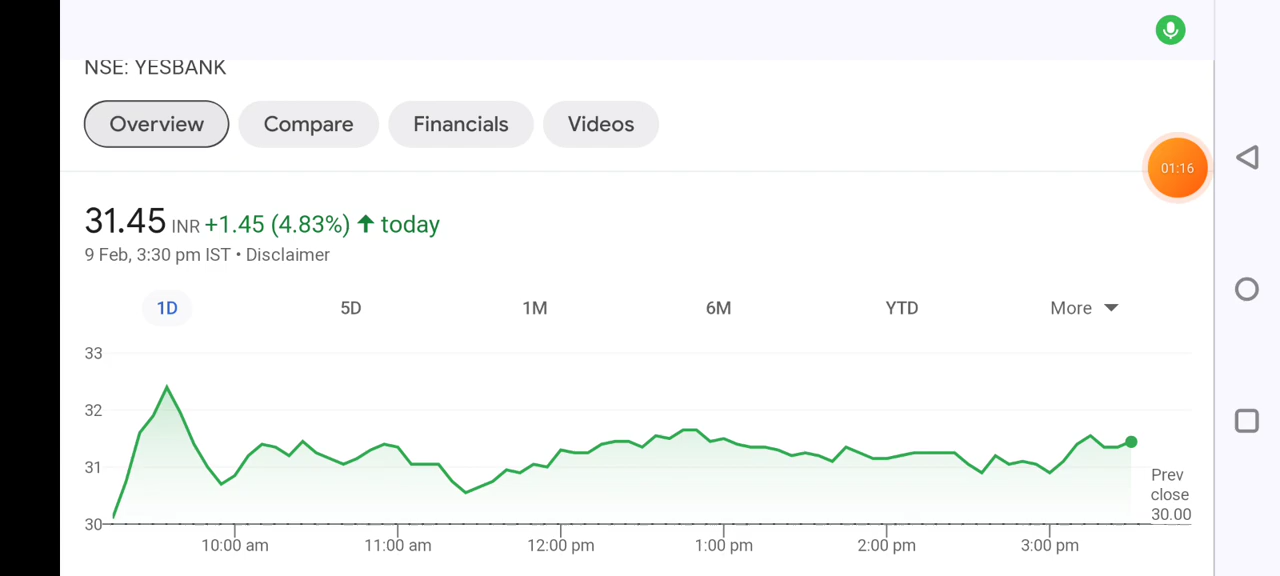 NSE: YESBANK
Overview Compare Financials Videos
01:16
31.45 INR +1.45 (4.83%) ↑ today
9 Feb, 3:30 pm IST • Disclaimer
1D 5D 1M 6M YTD More
33
32
31
30
Prev
close
30.00
10:00 am 11:00 am 12:00 pm 1:00 pm 2:00 pm 3:00 pm